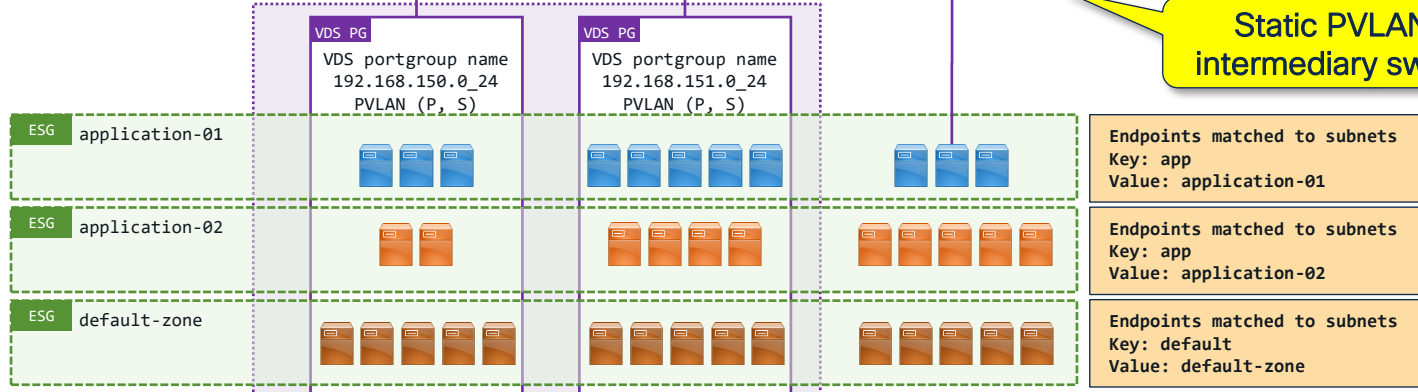 Static PVLAN
intermediary
VDS PG
VDS portgroup name
192.168.150.0_24
PVLAN (P, S)
VDS PG
VDS portgroup name
192.168.151.0_24
PVLAN (P, S)
ESG
application-01
Endpoints matched to subnets
Key: app
Value: application-01
ESG
application-02
Endpoints matched to subnets
Key: app
Value: application-02
ESG
default-zone
Endpoints matched to subnets
Key: default
Value: default-zone